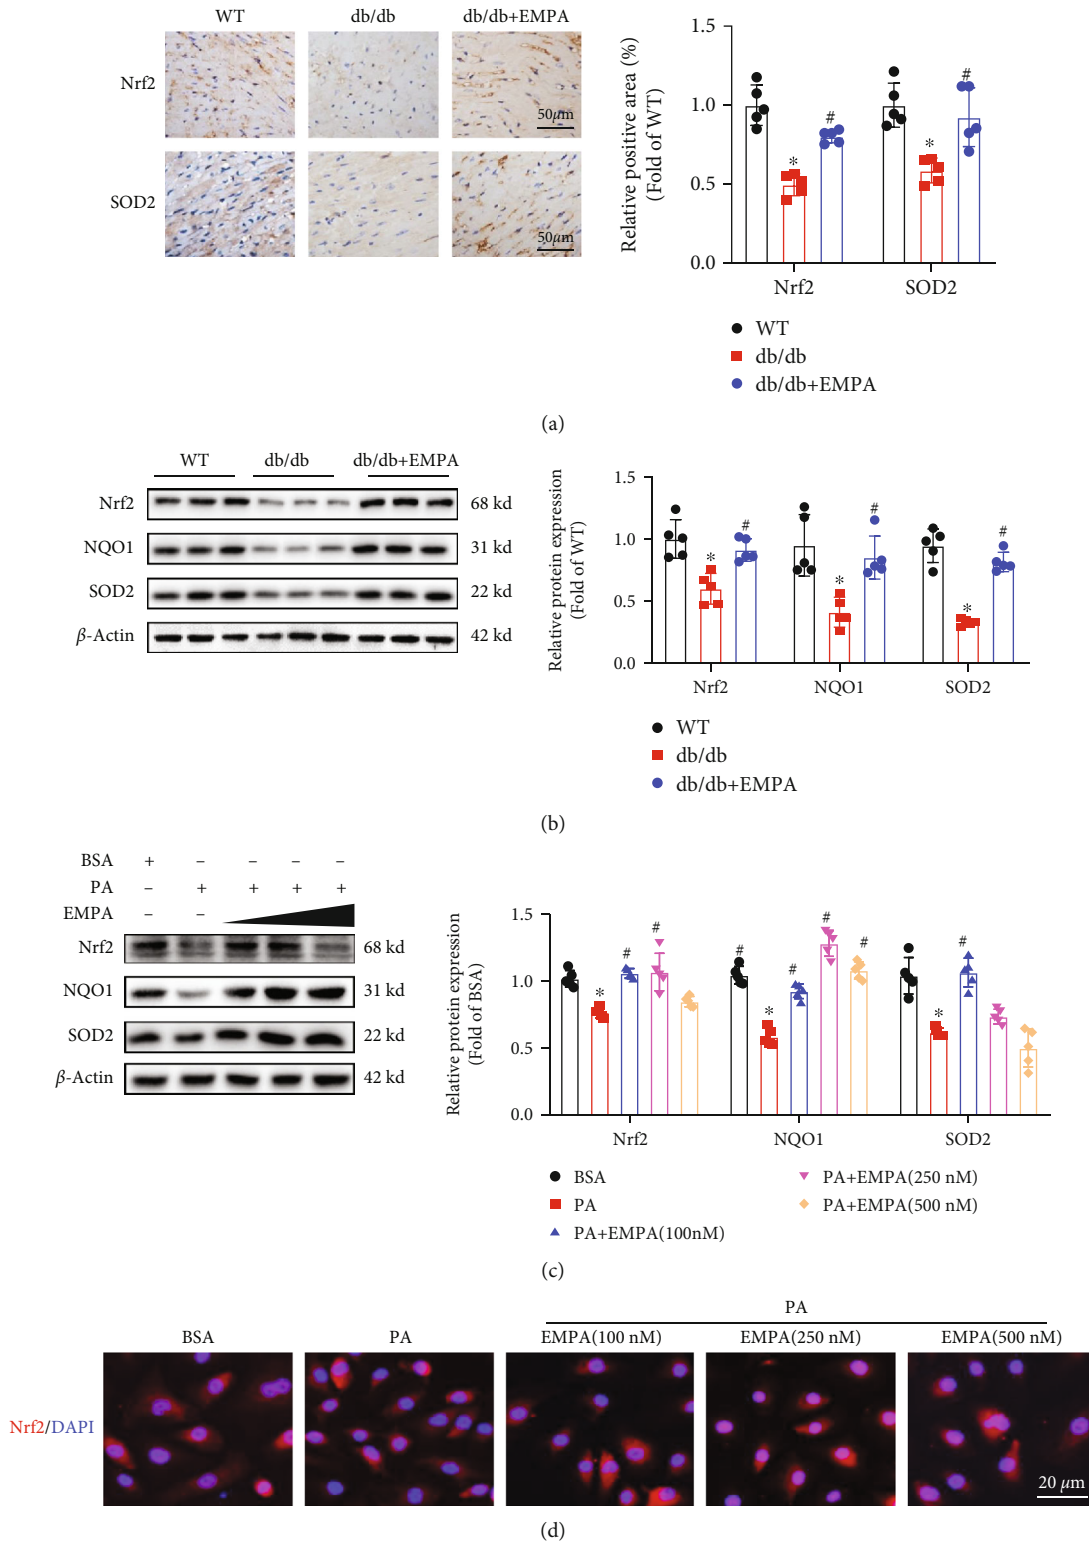 WT db/db db/db+EMPA
Nrf2
50μm
SOD2
50μm
Relative positive area (%)
(Fold of WT)
1.5
1.0
0.5
0.0
* # * #
Nrf2 SOD2
WT
db/db
db/db+EMPA
(a)
WT db/db db/db+EMPA
Nrf2 68 kd
NQO1 31 kd
SOD2 22 kd
β-Actin 42 kd
Relative protein expression
(Fold of WT)
1.5
1.0
0.5
0.0
* # * # * #
Nrf2 NQO1 SOD2
WT
db/db
db/db+EMPA
(b)
BSA + – – – –
PA – + + + +
EMPA – –
Nrf2 68 kd
NQO1 31 kd
SOD2 22 kd
β-Actin 42 kd
Relative protein expression
(Fold of BSA)
1.5
1.0
0.5
0.0
* # # # * # # # * #
Nrf2 NQO1 SOD2
BSA
PA
PA+EMPA(100nM)
PA+EMPA(250 nM)
PA+EMPA(500 nM)
(c)
PA
BSA PA EMPA(100 nM) EMPA(250 nM) EMPA(500 nM)
Nrf2/DAPI
20 μm
(d)